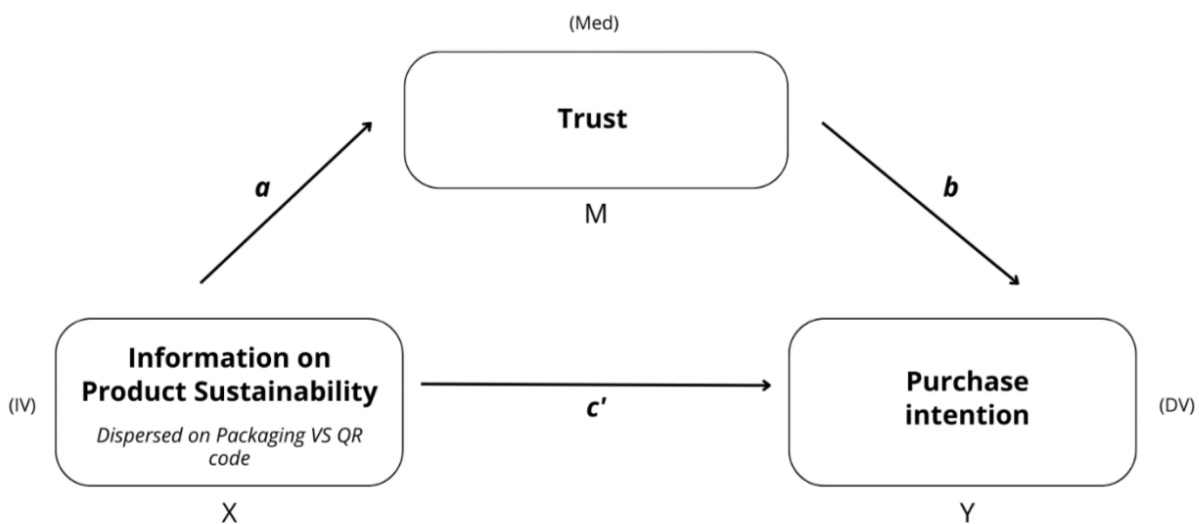 (Med)
Trust
M
a
b
Information on
Product Sustainability
Dispersed on Packaging VS QR
code
(IV)
X
c'
Purchase
intention
(DV)
Y